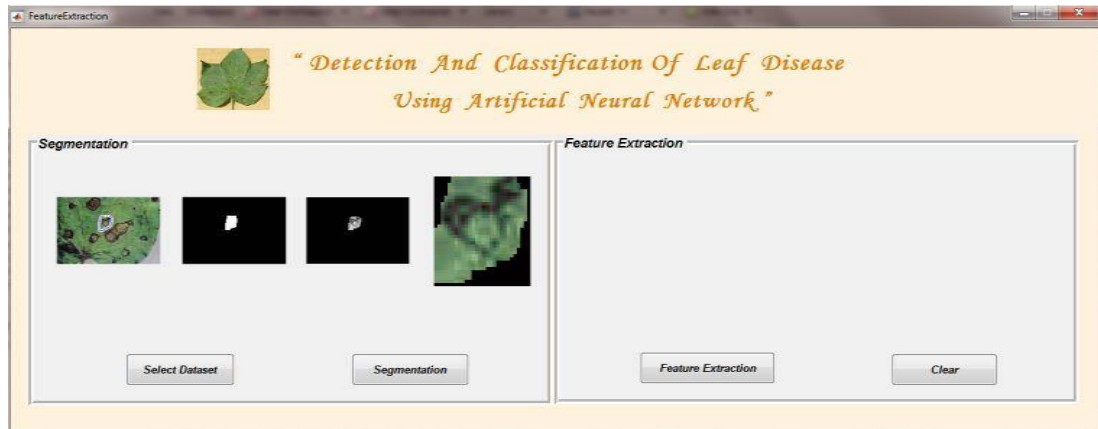 FeatureExtraction
“ Detection And Classification Of Leaf Disease
Using Artificial Neural Network ”
Segmentation
Feature Extraction
Select Dataset
Segmentation
Feature Extraction
Clear